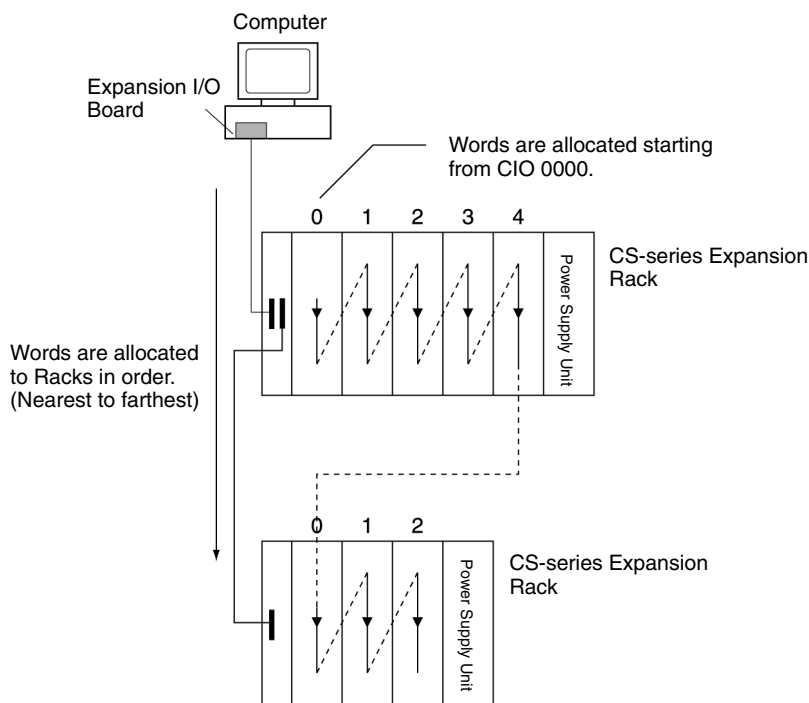 Computer
Expansion I/O
Board
Words are allocated starting
from CIO 0000.
0 1 2 3 4
Power Supply Unit
CS-series Expansion
Rack
Words are allocated
to Racks in order.
(Nearest to farthest)
0 1 2
Power Supply Unit
CS-series Expansion
Rack